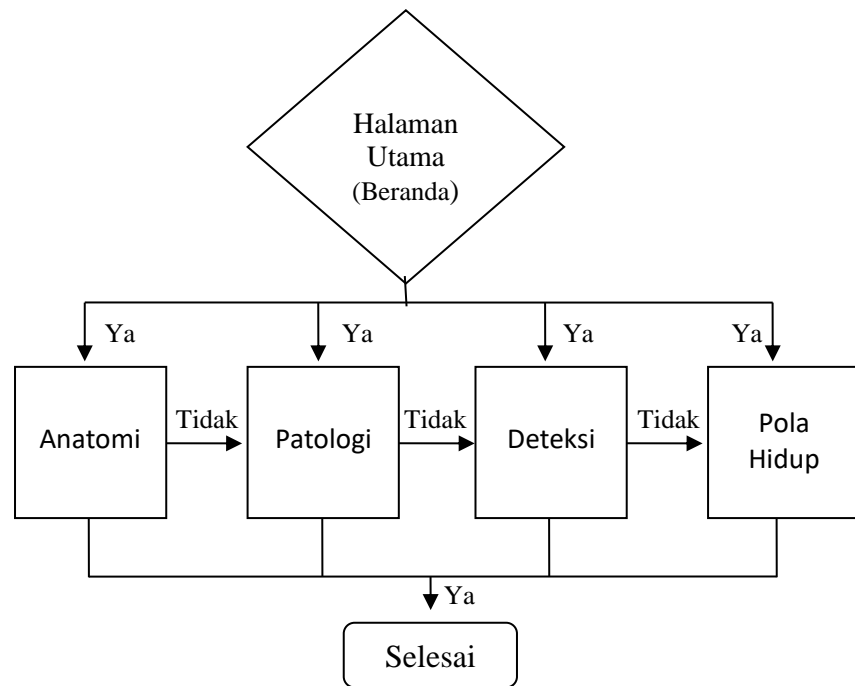 Halaman
Utama
(Beranda)
Ya
Ya
Ya
Ya
Anatomi
Tidak
Patologi
Tidak
Deteksi
Tidak
Pola
Hidup
Ya
Selesai